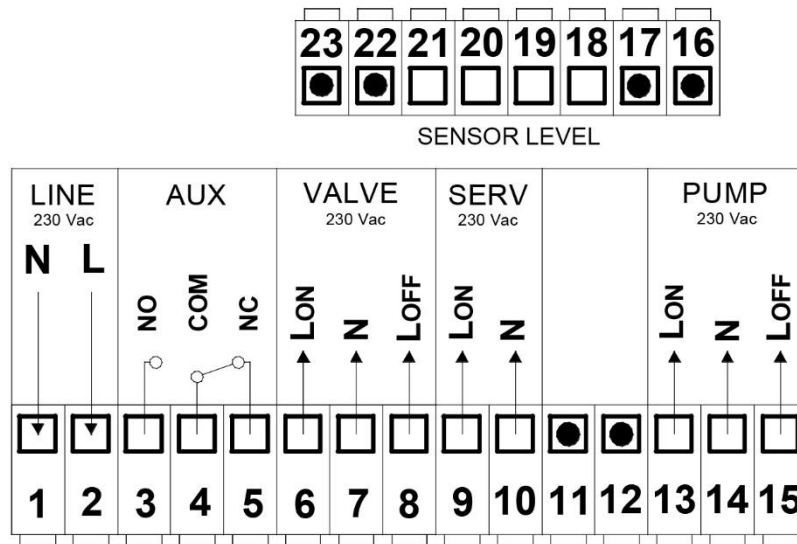 23 22 21 20 19 18 17 16
SENSOR LEVEL
LINE AUX VALVE SERV PUMP
230 Vac 230 Vac 230 Vac 230 Vac
N L
NO COM NC LON N LOFF LON N LON N LOFF
1 2 3 4 5 6 7 8 9 10 11 12 13 14 15